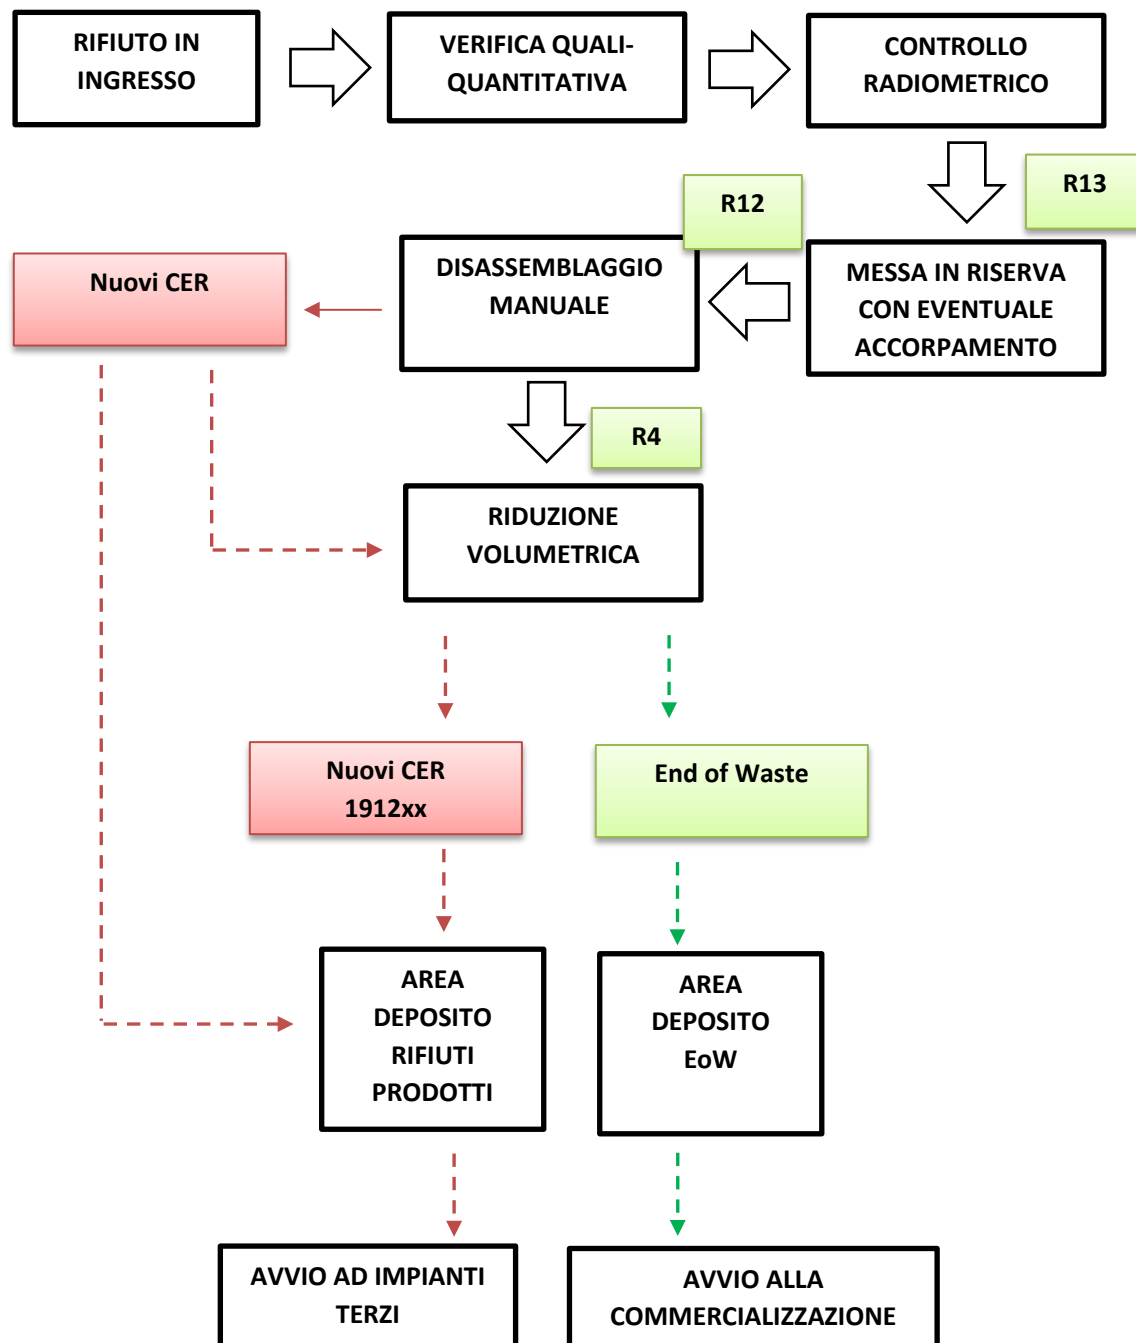 RIFIUTO IN
INGRESSO
VERIFICA QUALI-
QUANTITATIVA
CONTROLLO
RADIOMETRICO
R13
R12
MESSA IN RISERVA
CON EVENTUALE
ACCORPAMENTO
DISASSEMBLAGGIO
MANUALE
Nuovi CER
R4
RIDUZIONE
VOLUMETRICA
Nuovi CER
1912xx
End of Waste
AREA
DEPOSITO
RIFIUTI
PRODOTTI
AREA
DEPOSITO
EoW
AVVIO AD IMPIANTI
TERZI
AVVIO ALLA
COMMERCIALIZZAZIONE